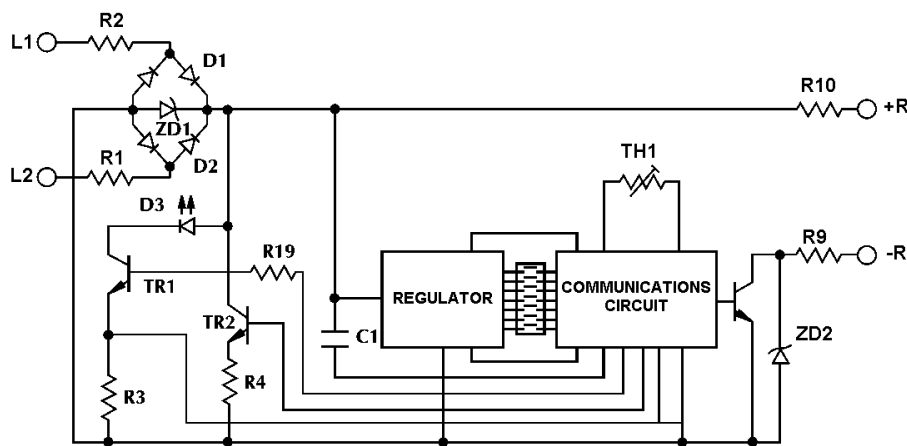 L1
R2
D1
ZD1
R10
+R
L2
R1
D2
TH1
D3
R19
R9
-R
TR1
REGULATOR
COMMUNICATIONS
CIRCUIT
TR2
C1
ZD2
R3
R4